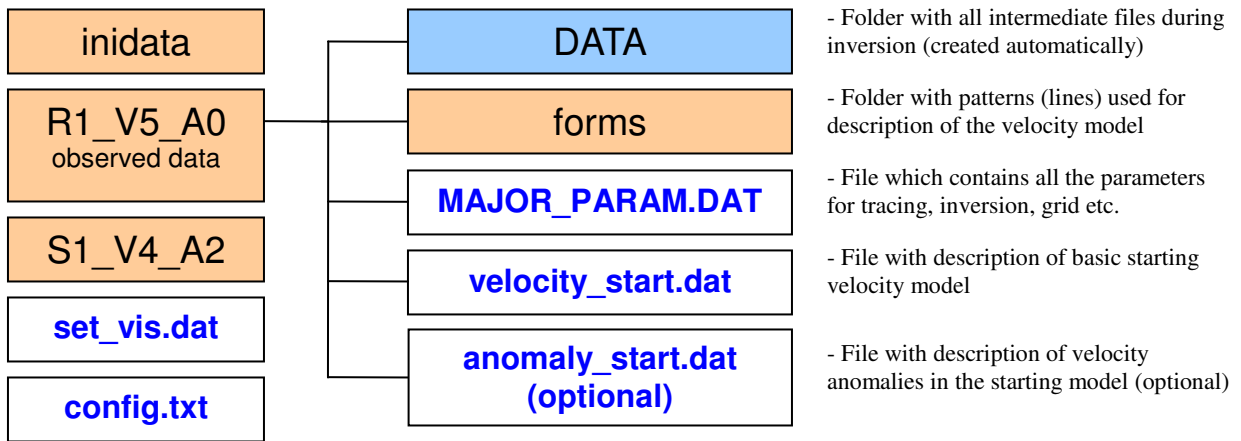 inidata
R1_V5_A0
observed data
S1_V4_A2
set_vis.dat
config.txt
DATA
- Folder with all intermediate files during
inversion (created automatically)
forms
- Folder with patterns (lines) used for
description of the velocity model
MAJOR_PARAM.DAT
- File which contains all the parameters
for tracing, inversion, grid etc.
velocity_start.dat
- File with description of basic starting
velocity model
anomaly_start.dat
(optional)
- File with description of velocity
anomalies in the starting model (optional)